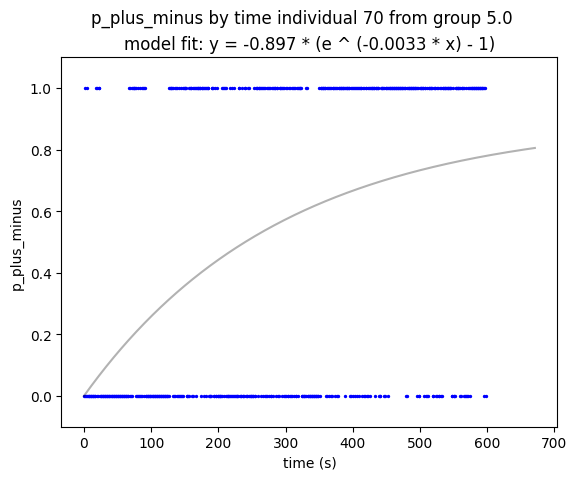 p_plus_minus by time individual 70 from group 5.0
model fit: y = -0.897 * (e ^ (-0.0033 * x) - 1)
1.0
0.8
0.6
0.4
0.2
0.0
p_plus_minus
0 100 200 300 400 500 600 700
time (s)